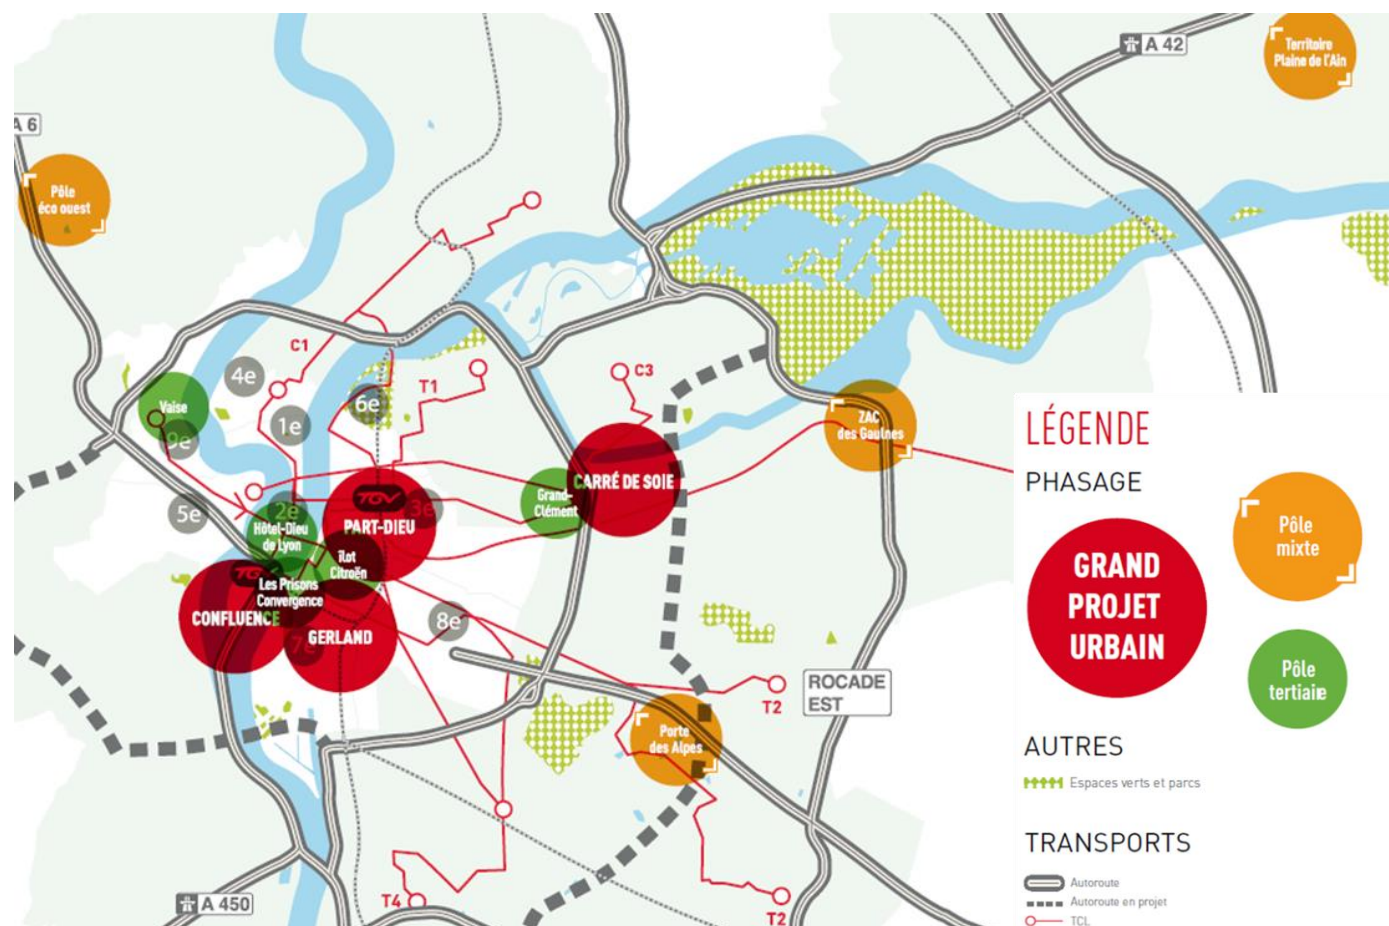 A 42
Territoire
Plaine de l'Ain
A 6
Pôle
éco ouest
C1
4e
T1
C3
6e
1e
Vaise
9e
ZAC
des Gaulnes
5e
2e
Hôtel-Dieu
de Lyon
TGV
PART-DIEU
3e
Grand-
Clément
CARRÉ DE SOIE
îlot
Citroën
Les Prisons
Convergence
CONFLUENCE
GERLAND
7e
8e
T2
ROCADE
EST
Porte
des Alpes
T4
T2
A 450
LÉGENDE
PHASAGE
GRAND
PROJET
URBAIN
Pôle
mixte
Pôle
tertiaire
AUTRES
Espaces verts et parcs
TRANSPORTS
Autoroute
Autoroute en projet
TCL